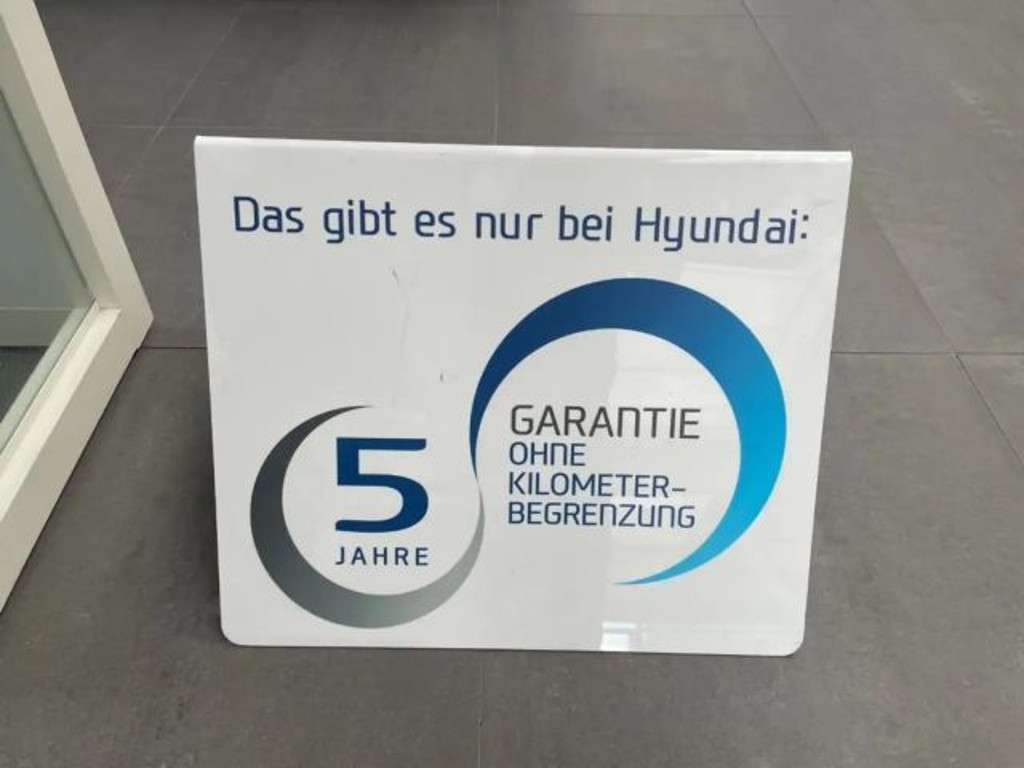 Das gibt es nur bei Hyundai:
5
JAHRE
GARANTIE
OHNE
KILOMETER-
BEGRENZUNG